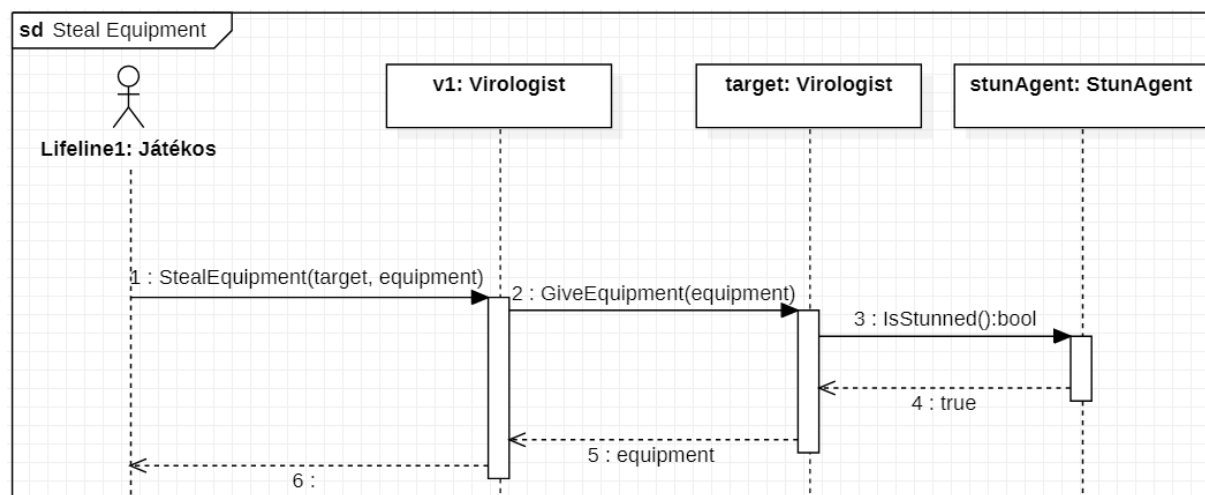 sd Steal Equipment
v1: Virologist
target: Virologist
stunAgent: StunAgent
Lifeline1: Játékos
1 : StealEquipment(target, equipment)
2 : GiveEquipment(equipment)
3 : IsStunned():bool
4 : true
5 : equipment
6 :